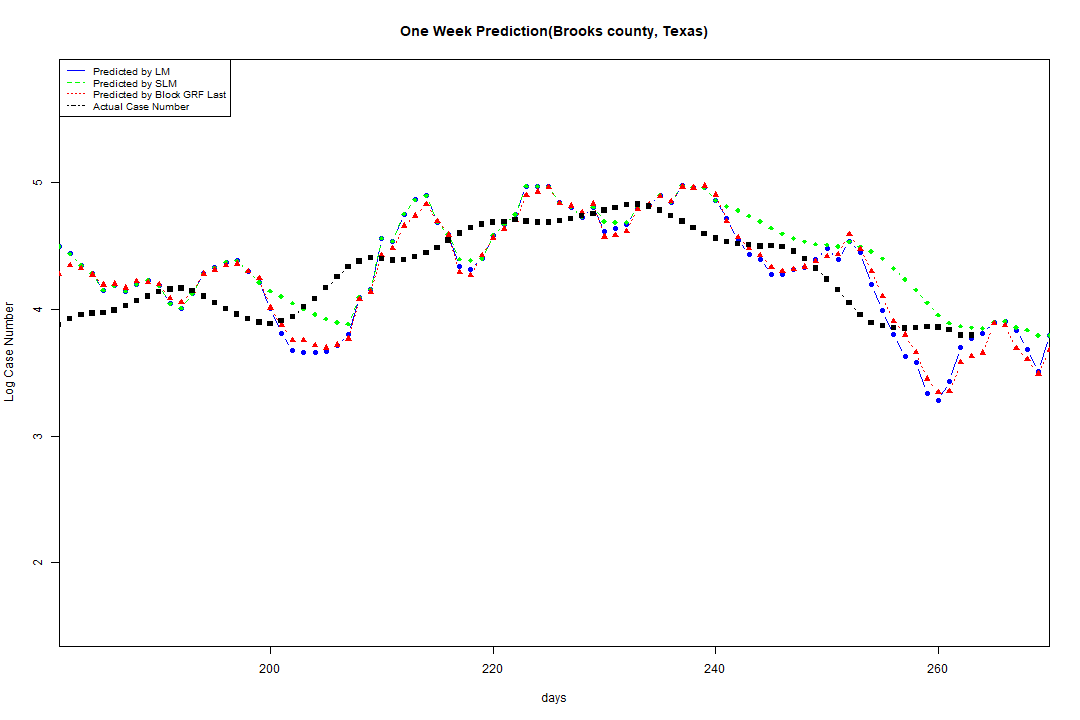 One Week Prediction(Brooks county, Texas)
Predicted by LM
Predicted by SLM
Predicted by Block GRF Last
Actual Case Number
5
4
3
2
Log Case Number
200 220 240 260
days